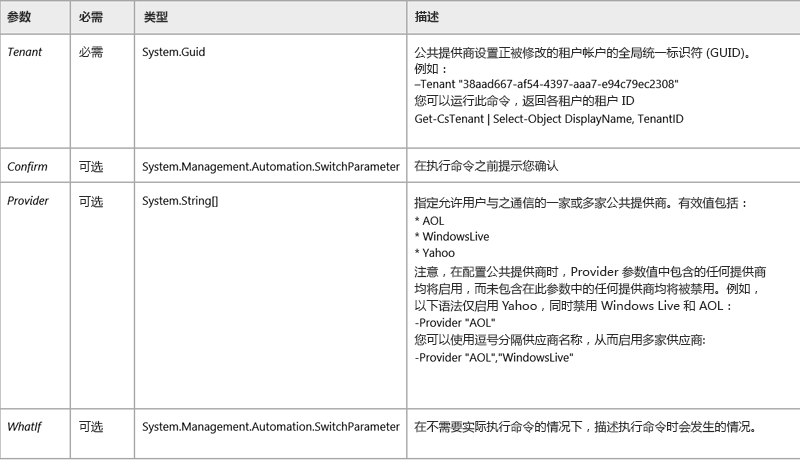 参数 必需 类型 描述
Tenant 必需 System.Guid 公共提供商设置正被修改的租户帐户的全局统一标识符 (GUID)。
例如：
–Tenant "38aad667-af54-4397-aaa7-e94c79ec2308"
您可以运行此命令，返回各租户的租户 ID
Get-CsTenant | Select-Object DisplayName, TenantID
Confirm 可选 System.Management.Automation.SwitchParameter 在执行命令之前提示您确认
Provider 可选 System.String[] 指定允许用户与之通信的一家或多家公共提供商。有效值包括：
* AOL
* WindowsLive
* Yahoo
注意，在配置公共提供商时，Provider 参数值中包含的任何提供商
均将启用，而未包含在此参数中的任何提供商均将被禁用。例如，
以下语法仅启用 Yahoo，同时禁用 Windows Live 和 AOL：
-Provider "AOL"
您可以使用逗号分隔供应商名称，从而启用多家供应商:
-Provider "AOL","WindowsLive"
WhatIf 可选 System.Management.Automation.SwitchParameter 在不需要实际执行命令的情况下，描述执行命令时会发生的情况。